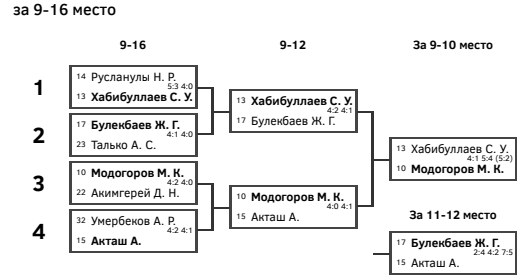 за 9-16 место
9-16
9-12
За 9-10 место
1
14 Русланулы Н. Р.
5:3 4:0
13 Хабибуллаев С. У.
2
17 Булекбаев Ж. Г.
4:1 4:0
23 Талько А. С.
3
10 Модогоров М. К.
4:2 4:0
22 Акимгерей Д. Н.
4
32 Умербеков А. Р.
4:2 4:1
15 Акташ А.
13 Хабибуллаев С. У.
4:2 4:1
17 Булекбаев Ж. Г.
10 Модогоров М. К.
4:0 4:1
15 Акташ А.
13 Хабибуллаев С. У.
4:1 5:4 (5:2)
10 Модогоров М. К.
За 11-12 место
17 Булекбаев Ж. Г.
2:4 4:2 7:5
15 Акташ А.